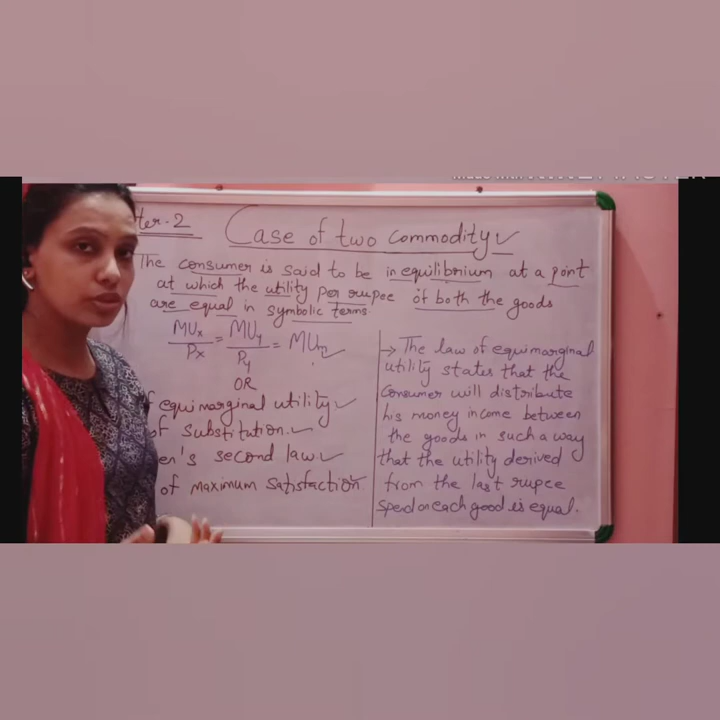 ter-2
Case of two commodity
The consumer is said to be in equilibrium at a point
at which the utility per rupee of both the goods
are equal in symbolic terms.
MUx/Px = MUy/Py = MUm
OR
of equimarginal utility
of substitution.
en's second law.
of maximum satisfaction
→ The law of equimarginal
utility states that the
consumer will distribute
his money income between
the goods in such a way
that the utility derived
from the last rupee
spend on each good is equal.